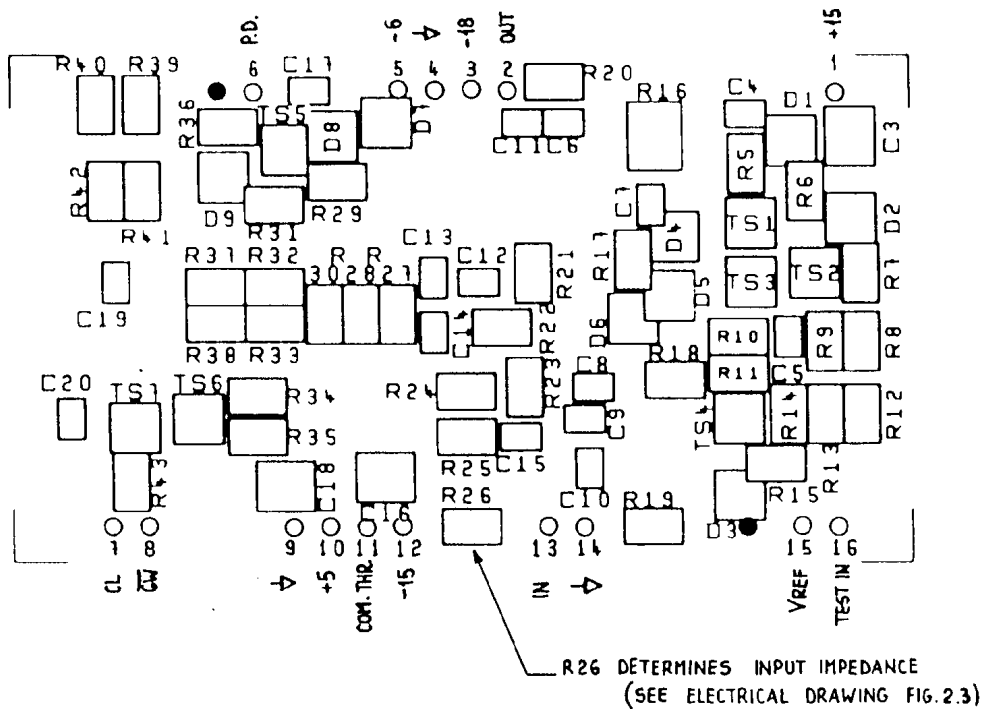 P.D. -6 -18 OUT +15
6 5 4 3 2 1
R40 R39 C17 R20 R16 C4 D1
R36 TS5 D8 D7 C11 C6 R5 C3
R42 R41 D9 R31 R29 C7 R6 D2
R17 D4 TS1
R37 R32 R R C13 C12 R21 D5 TS3 TS2 R7
30 28 27
C19 C14 R22 D6 R10 R9 R8
R38 R33 R18 R11 C5
C20 TS7 TS6 R34 R24 R23 C8 TS4 R14 R12
R35 C9 R13
R43 C18 C16 R25 C15 C10 R15
R26 R19 D3
7 8 9 10 11 12 13 14 15 16
CL CW +5 COM.THR -15 IN VREF TEST IN
R26 DETERMINES INPUT IMPEDANCE
(SEE ELECTRICAL DRAWING FIG.2.3)